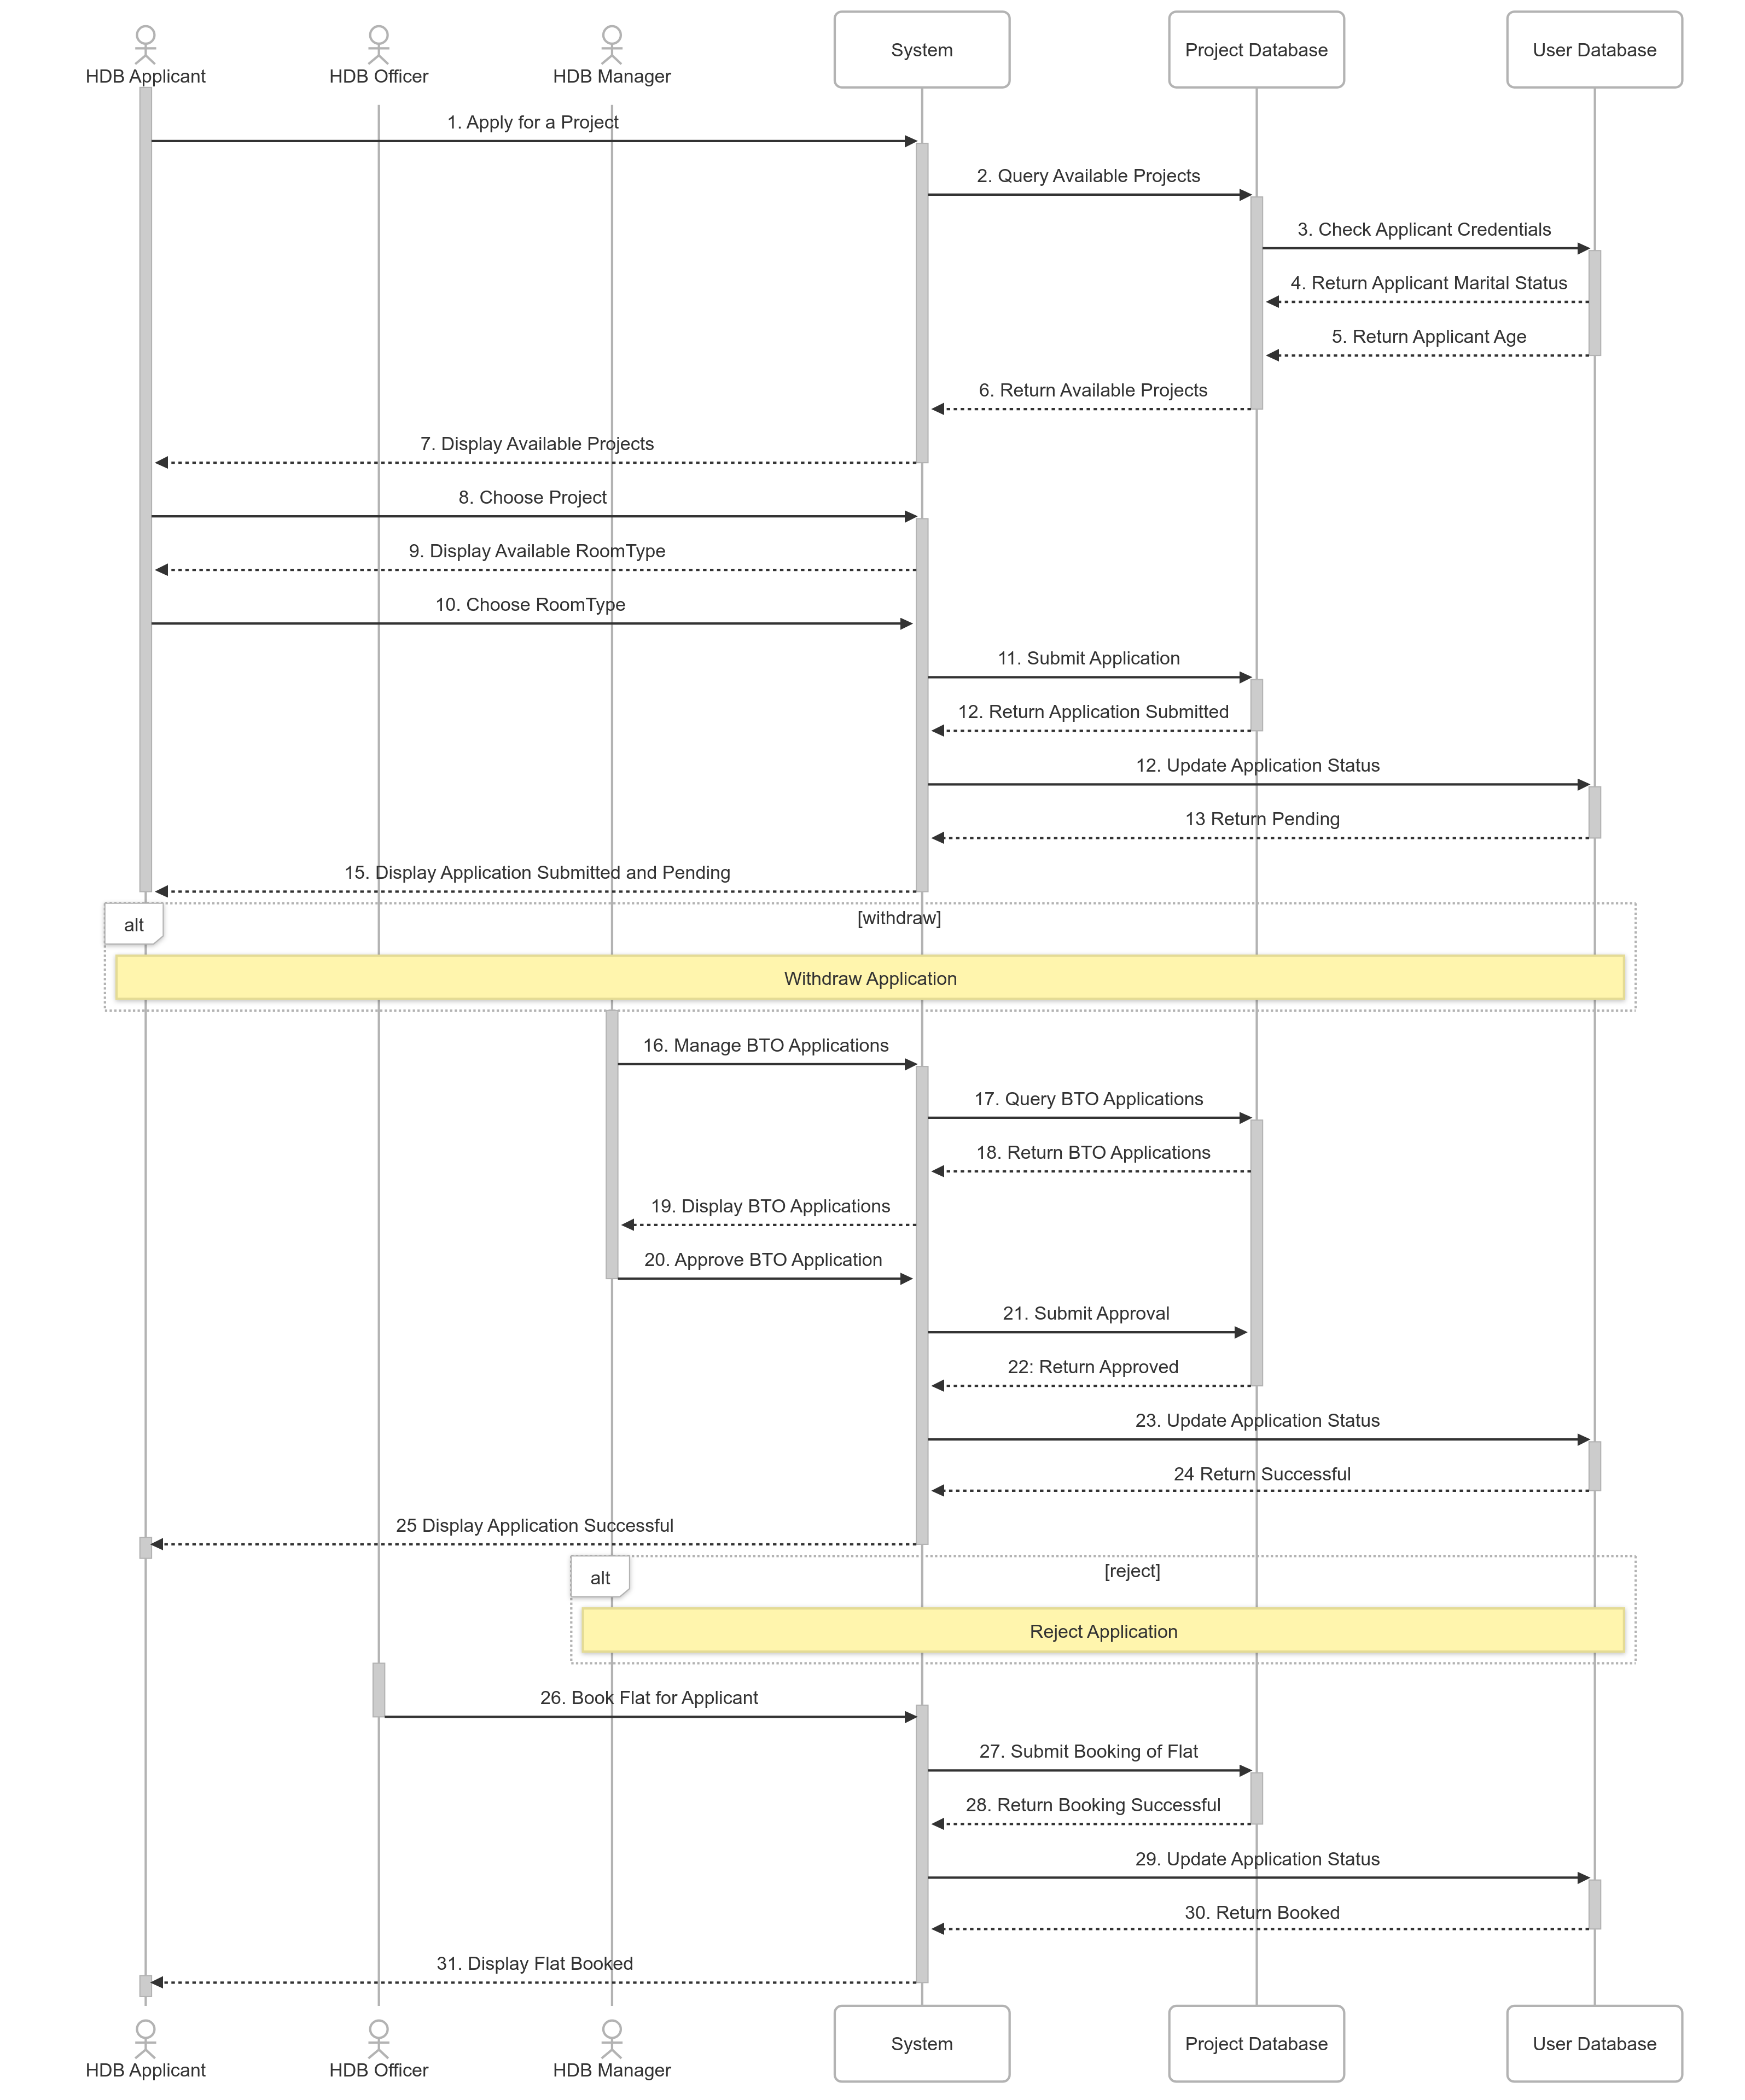 HDB Applicant
HDB Officer
HDB Manager
System
Project Database
User Database
1. Apply for a Project
2. Query Available Projects
3. Check Applicant Credentials
4. Return Applicant Marital Status
5. Return Applicant Age
6. Return Available Projects
7. Display Available Projects
8. Choose Project
9. Display Available RoomType
10. Choose RoomType
11. Submit Application
12. Return Application Submitted
12. Update Application Status
13 Return Pending
15. Display Application Submitted and Pending
alt
[withdraw]
Withdraw Application
16. Manage BTO Applications
17. Query BTO Applications
18. Return BTO Applications
19. Display BTO Applications
20. Approve BTO Application
21. Submit Approval
22: Return Approved
23. Update Application Status
24 Return Successful
25 Display Application Successful
alt
[reject]
Reject Application
26. Book Flat for Applicant
27. Submit Booking of Flat
28. Return Booking Successful
29. Update Application Status
30. Return Booked
31. Display Flat Booked
HDB Applicant
HDB Officer
HDB Manager
System
Project Database
User Database